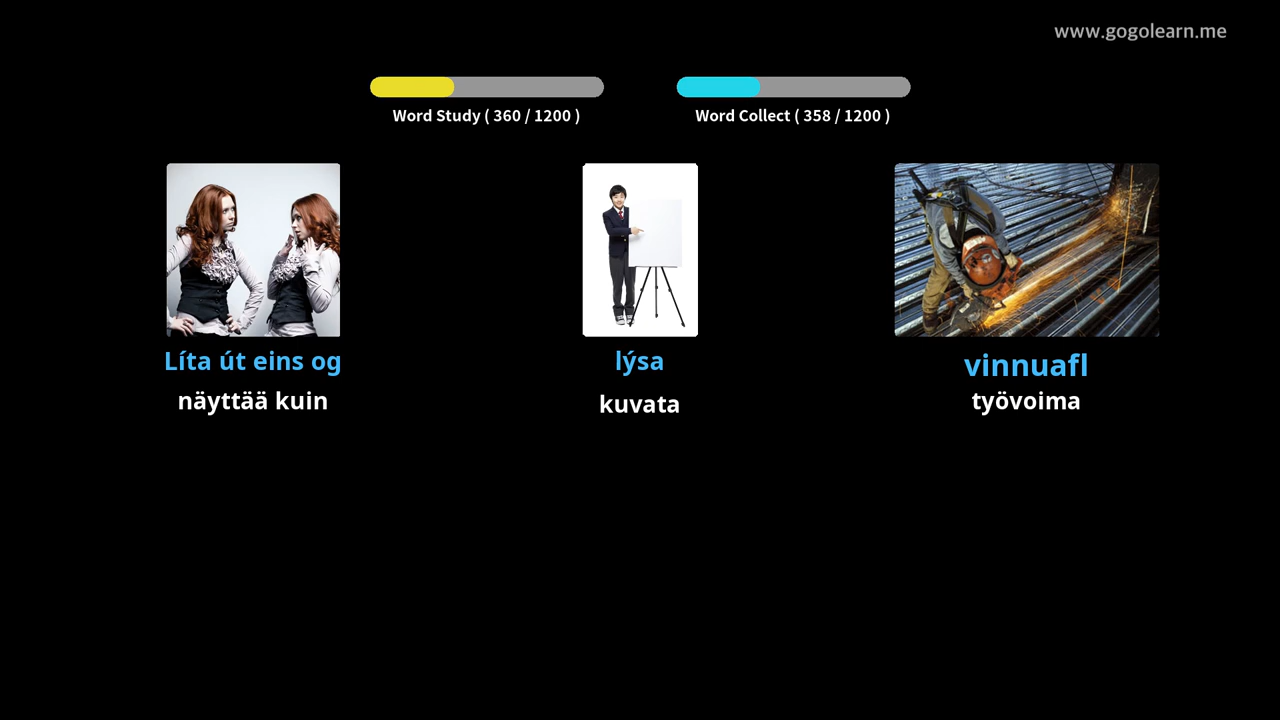 www.gogolearn.me
Word Study ( 360 / 1200 )
Word Collect ( 358 / 1200 )
Líta út eins og
näyttää kuin
lýsa
kuvata
vinnuafl
työvoima